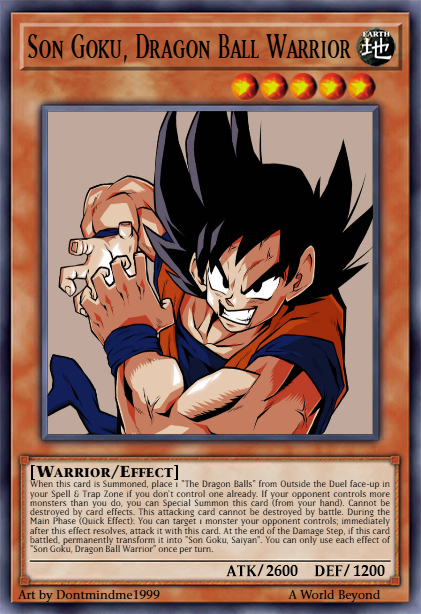 Son Goku, Dragon Ball Warrior
EARTH
地
[Warrior/Effect]
When this card is Summoned, place 1 "The Dragon Balls" from Outside the Duel face-up in
your Spell & Trap Zone if you don't control one already. If your opponent controls more
monsters than you do, you can Special Summon this card (from your hand). Cannot be
destroyed by card effects. This attacking card cannot be destroyed by battle. During the
Main Phase (Quick Effect): You can target 1 monster your opponent controls; immediately
after this effect resolves, attack it with this card. At the end of the Damage Step, if this card
battled, permanently transform it into "Son Goku, Saiyan". You can only use each effect of
"Son Goku, Dragon Ball Warrior" once per turn.
ATK/2600 DEF/1200
Art by Dontmindme1999 A World Beyond